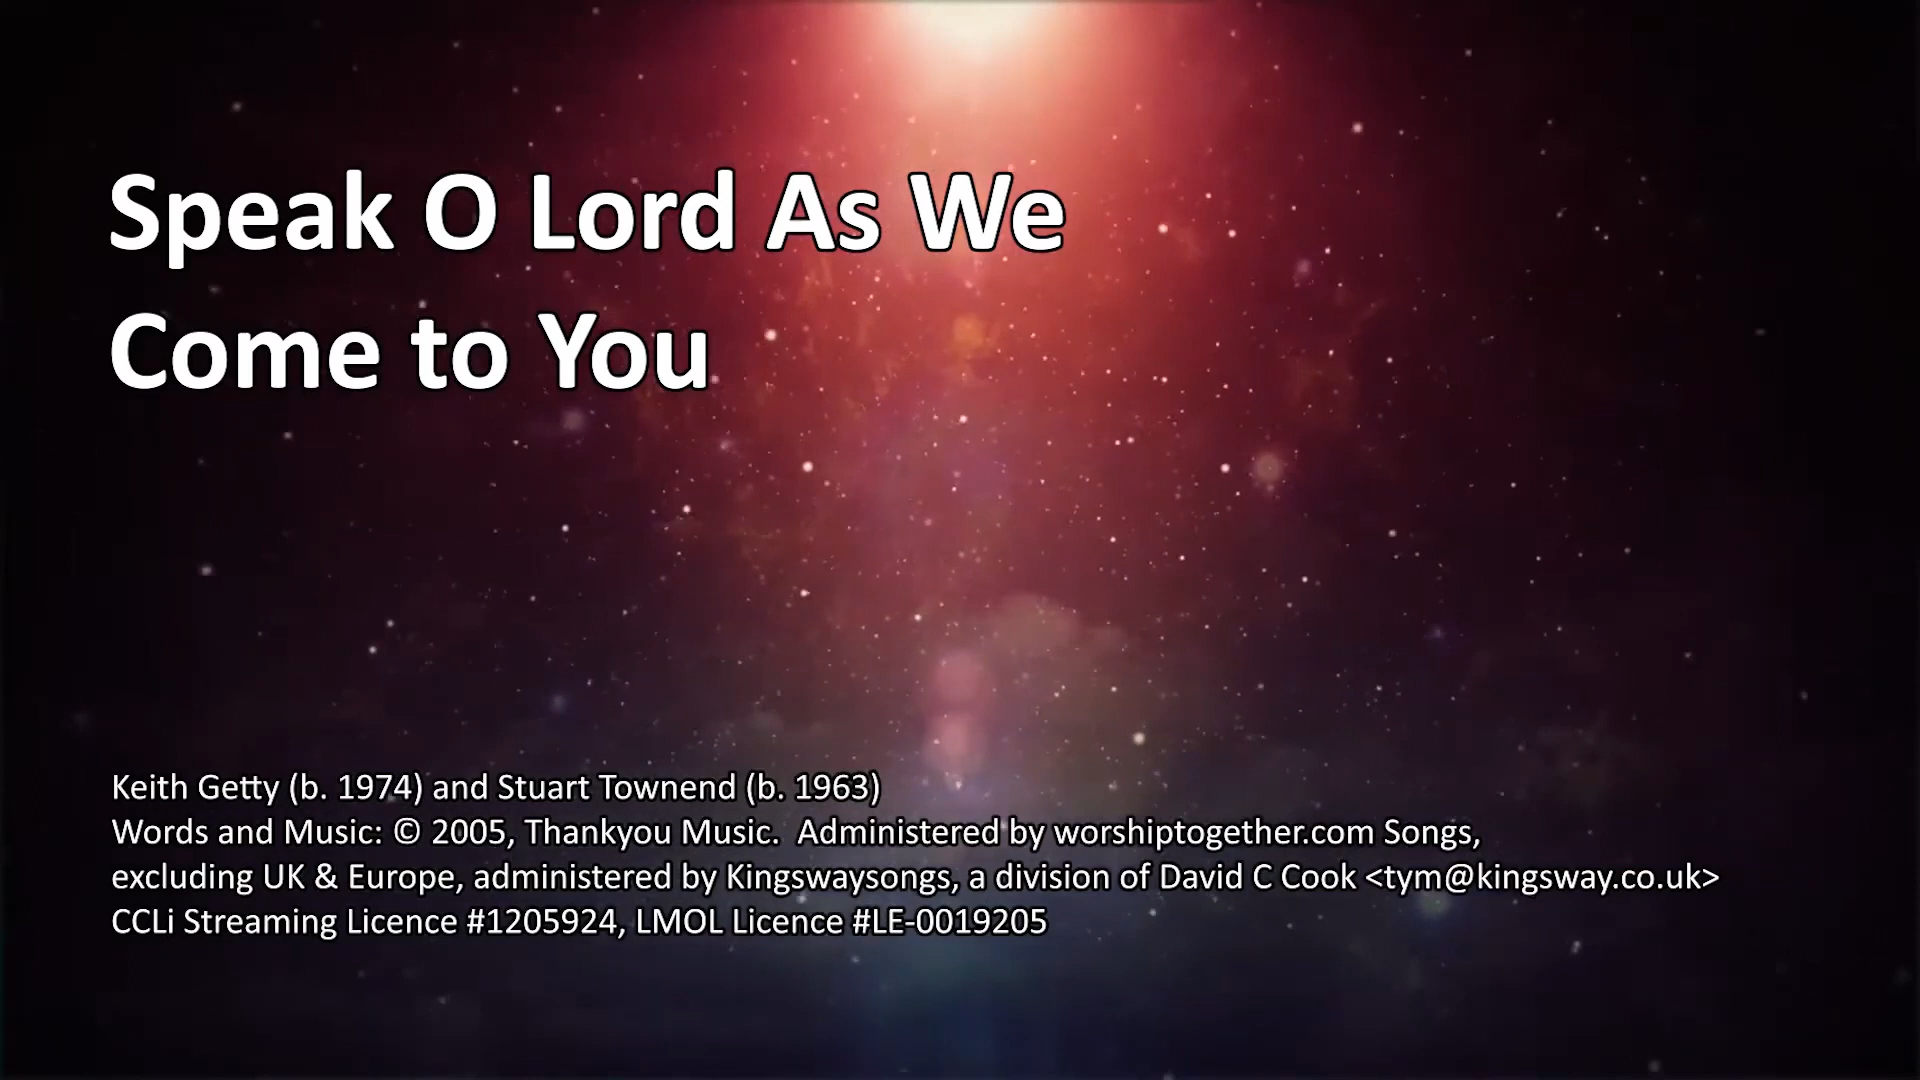 Speak O Lord As We
Come to You
Keith Getty (b. 1974) and Stuart Townend (b. 1963)
Words and Music: © 2005, Thankyou Music.  Administered by worshiptogether.com Songs,
excluding UK & Europe, administered by Kingswaysongs, a division of David C Cook <tym@kingsway.co.uk>
CCLi Streaming Licence #1205924, LMOL Licence #LE-0019205